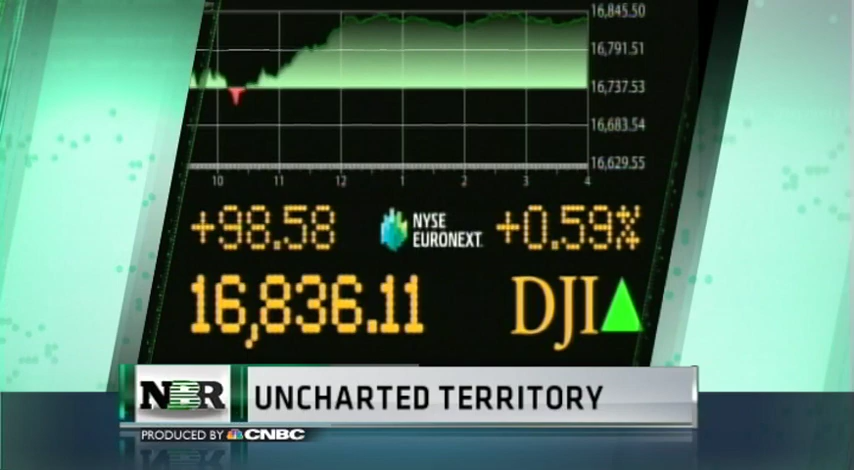 16,845.50
16,791.51
16,737.53
16,683.54
16,629.55
10 11 12 1 2 3 4
+98.58 NYSE EURONEXT. +0.59%
16,836.11 DJI
NBR UNCHARTED TERRITORY
PRODUCED BY CNBC